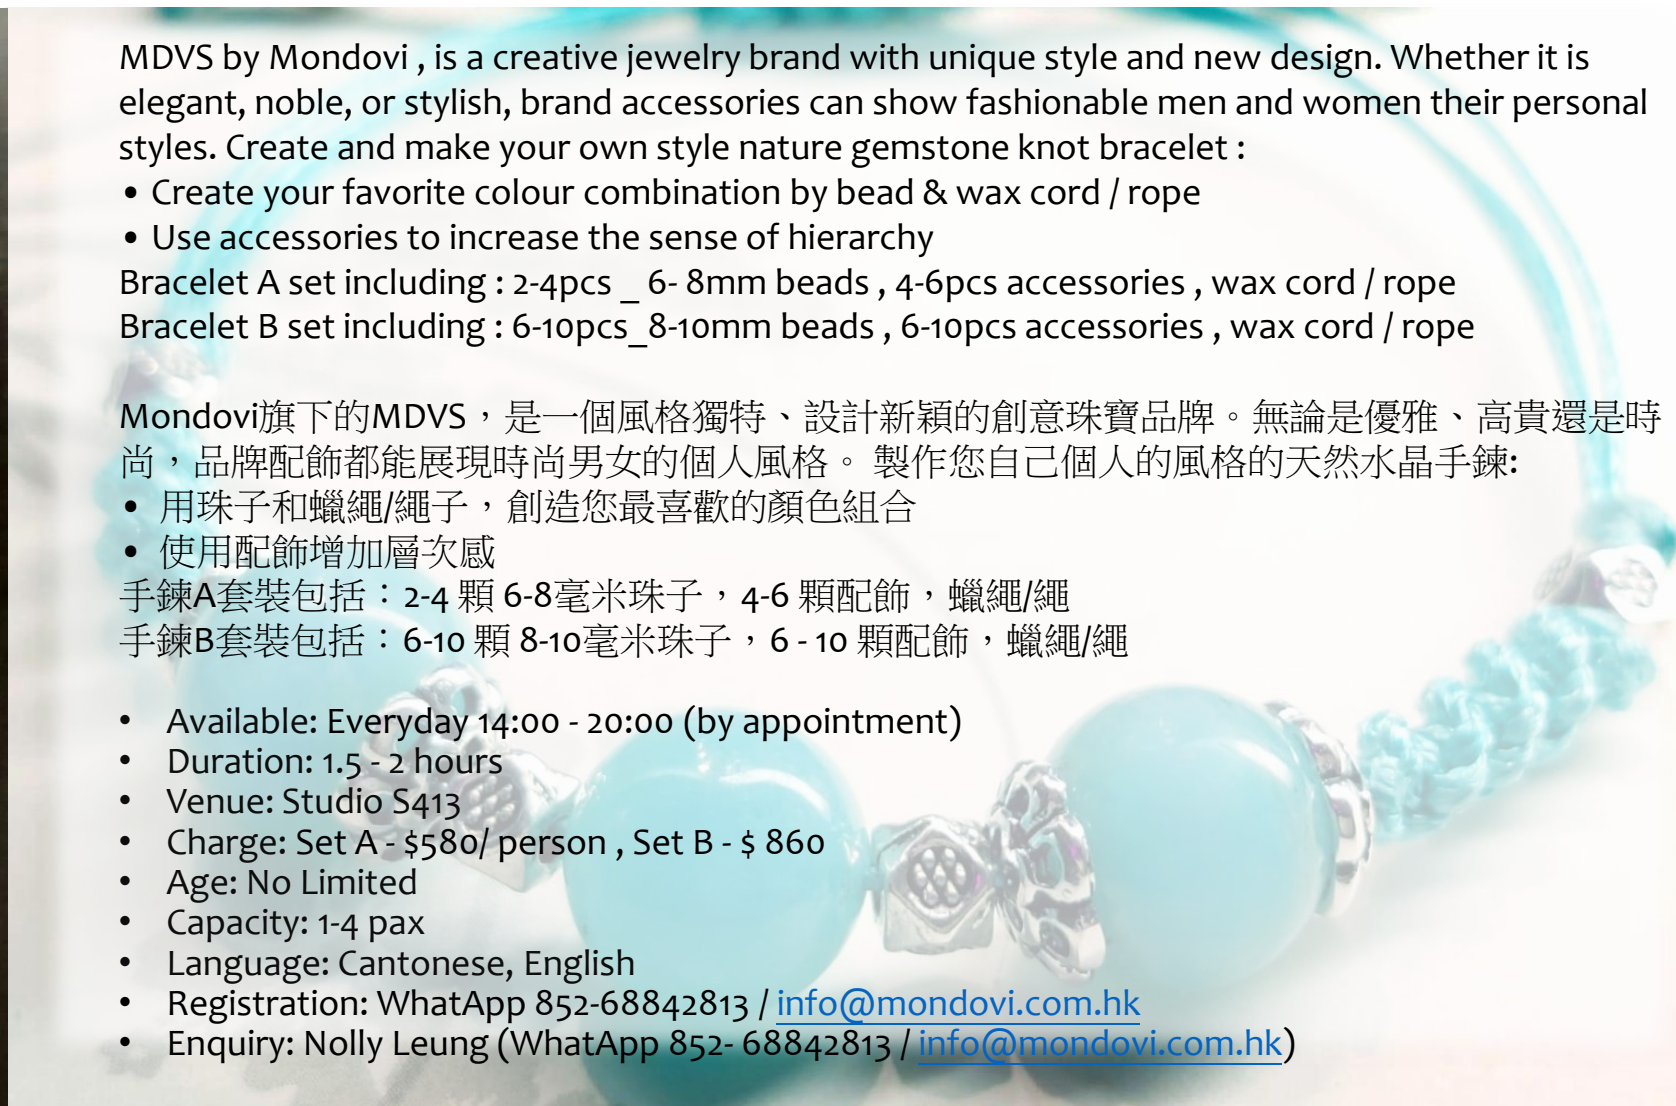 MDVS by Mondovi , is a creative jewelry brand with unique style and new design. Whether it is
elegant, noble, or stylish, brand accessories can show fashionable men and women their personal
styles. Create and make your own style nature gemstone knot bracelet :
• Create your favorite colour combination by bead & wax cord / rope
• Use accessories to increase the sense of hierarchy
Bracelet A set including : 2-4pcs _ 6- 8mm beads , 4-6pcs accessories , wax cord / rope
Bracelet B set including : 6-10pcs_8-10mm beads , 6-10pcs accessories , wax cord / rope
Mondovi旗下的MDVS，是一個風格獨特、設計新穎的創意珠寶品牌。無論是優雅、高貴還是時
尚，品牌配飾都能展現時尚男女的個人風格。 製作您自己個人的風格的天然水晶手鍊:
• 用珠子和蠟繩/繩子，創造您最喜歡的顏色組合
• 使用配飾增加層次感
手鍊A套裝包括：2-4 顆 6-8毫米珠子，4-6 顆配飾，蠟繩/繩
手鍊B套裝包括：6-10 顆 8-10毫米珠子，6 - 10 顆配飾，蠟繩/繩
• Available: Everyday 14:00 - 20:00 (by appointment)
• Duration: 1.5 - 2 hours
• Venue: Studio S413
• Charge: Set A - $580/ person , Set B - $ 860
• Age: No Limited
• Capacity: 1-4 pax
• Language: Cantonese, English
• Registration: WhatApp 852-68842813 / info@mondovi.com.hk
• Enquiry: Nolly Leung (WhatApp 852- 68842813 / info@mondovi.com.hk)